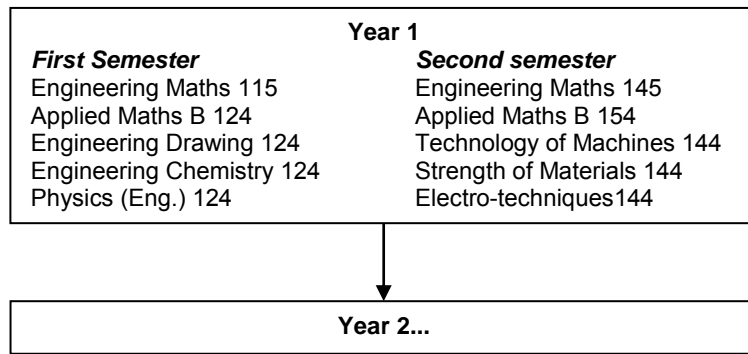 Year 1
First Semester
Engineering Maths 115
Applied Maths B 124
Engineering Drawing 124
Engineering Chemistry 124
Physics (Eng.) 124
Second semester
Engineering Maths 145
Applied Maths B 154
Technology of Machines 144
Strength of Materials 144
Electro-techniques144
Year 2...